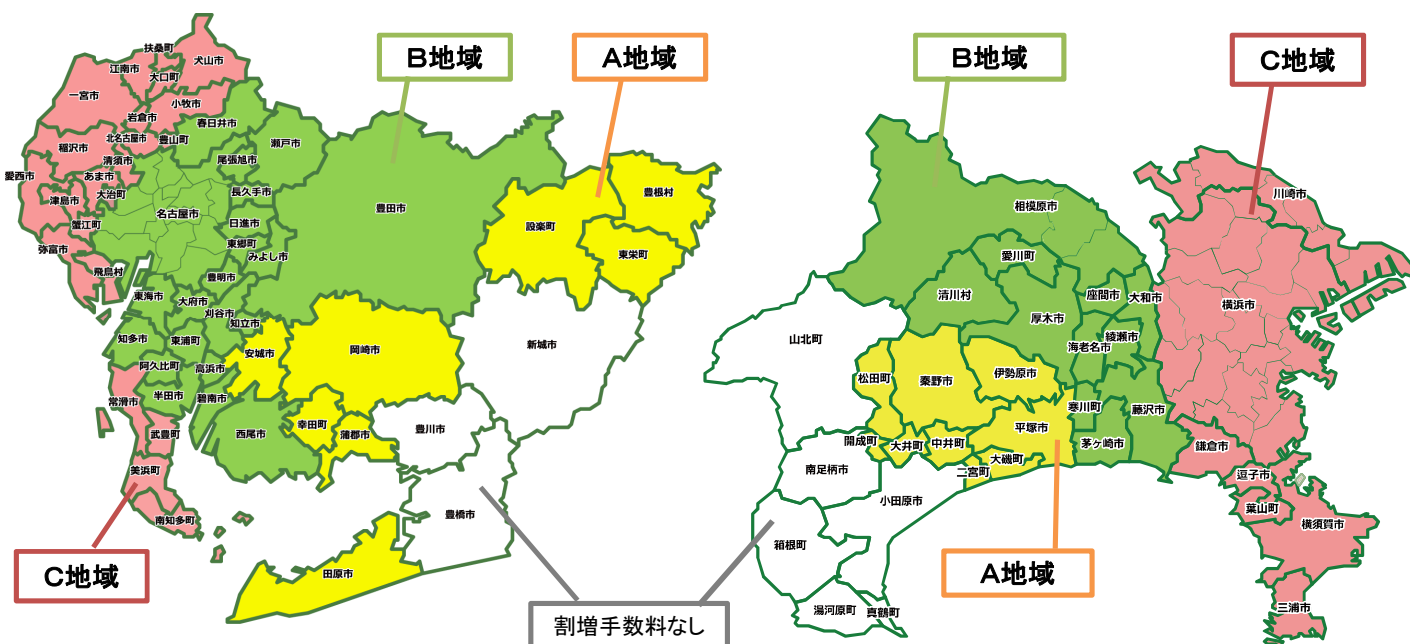 B地域
A地域
扶桑町
犬山市
江南市
大口町
一宮市
小牧市
岩倉市
春日井市
北名古屋市
豊山町
瀬戸市
稲沢市
清須市
尾張旭市
愛西市
あま市
津島市
大治町
長久手市
名古屋市
豊田市
蟹江町
日進市
東郷町
みよし市
弥富市
飛島村
豊明市
東海市
大府市
刈谷市
知立市
知多市
東浦町
安城市
岡崎市
阿久比町
高浜市
半田市
碧南市
常滑市
武豊町
西尾市
幸田町
蒲郡市
豊川市
新城市
設楽町
豊根村
東栄町
美浜町
南知多町
豊橋市
田原市
C地域
割増手数料なし
B地域
C地域
川崎市
相模原市
愛川町
清川村
座間市
大和市
横浜市
厚木市
綾瀬市
海老名市
山北町
松田町
秦野市
伊勢原市
寒川町
藤沢市
平塚市
開成町
大井町
中井町
茅ヶ崎市
鎌倉市
南足柄市
二宮町
大磯町
逗子市
小田原市
葉山町
横須賀市
箱根町
A地域
湯河原町
真鶴町
三浦市